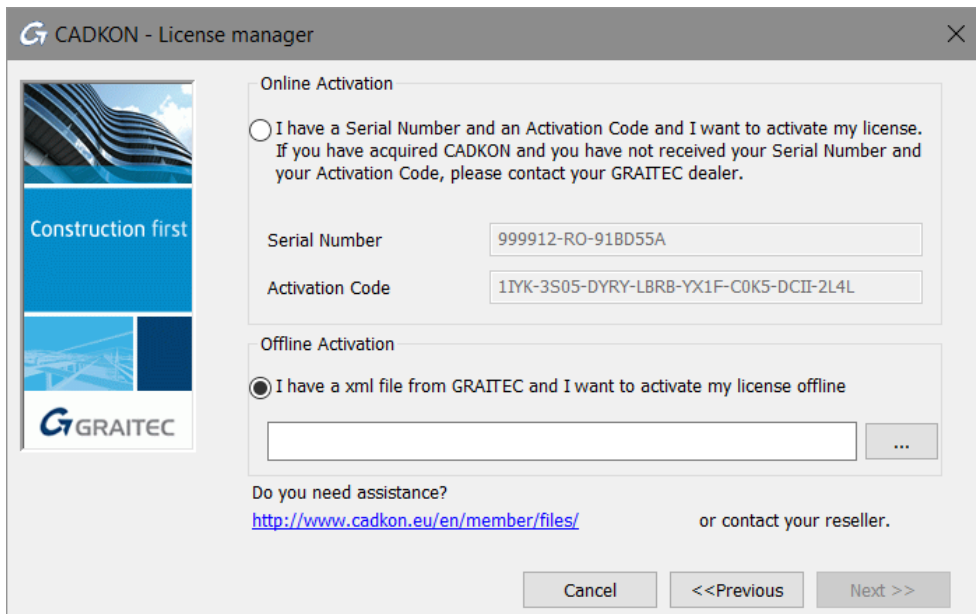 CADKON - License manager
Online Activation
I have a Serial Number and an Activation Code and I want to activate my license.
If you have acquired CADKON and you have not received your Serial Number and
your Activation Code, please contact your GRAITEC dealer.
Construction first
Serial Number
999912-RO-91BD55A
Activation Code
1IYK-3S05-DYRY-LBRB-YX1F-C0K5-DCII-2L4L
Offline Activation
I have a xml file from GRAITEC and I want to activate my license offline
GRAITEC
...
Do you need assistance?
http://www.cadkon.eu/en/member/files/ or contact your reseller.
Cancel
<<Previous
Next >>